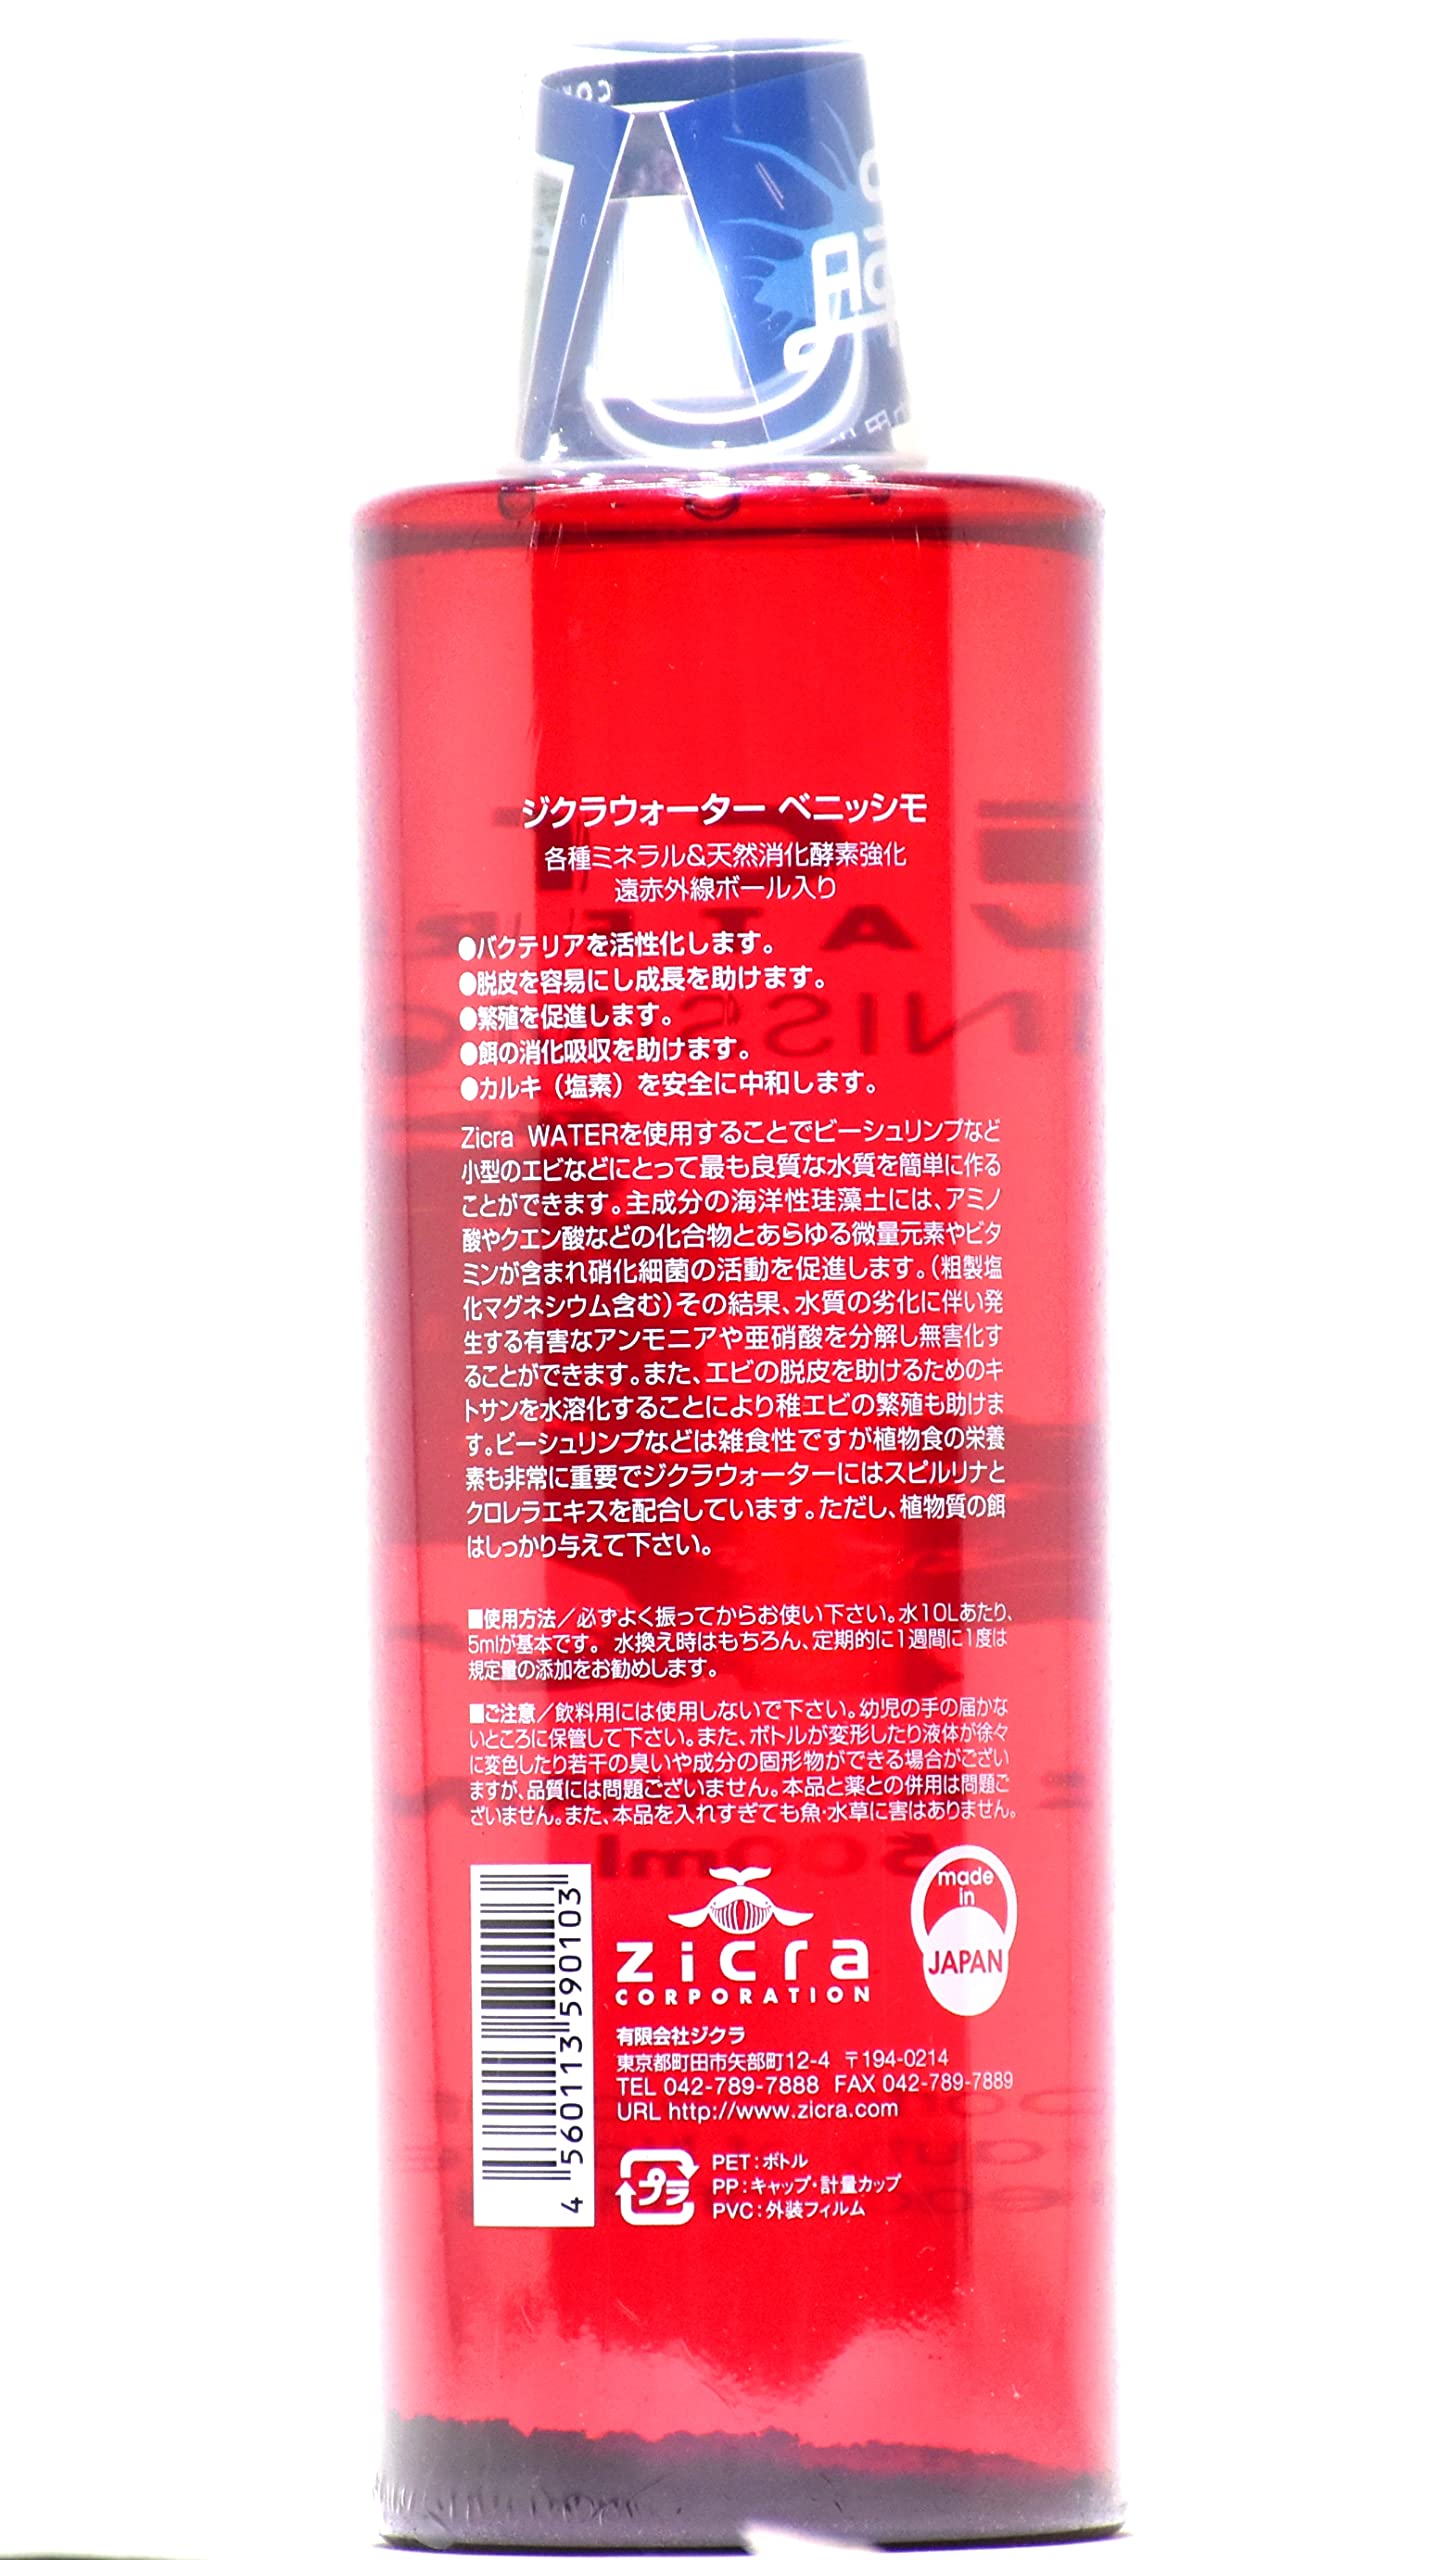 ジクラウォーター ベニッシモ
各種ミネラル&天然消化酵素強化
遠赤外線ボール入り
●バクテリアを活性化します。
●脱皮を容易にし成長を助けます。
●繁殖を促進します。
●餌の消化吸収を助けます。
●カルキ（塩素）を安全に中和します。
Zicra WATERを使用することでビーシュリンプなど
小型のエビなどにとって最も良質な水質を簡単に作る
ことができます。主成分の海洋性珪藻土には、アミノ
酸やクエン酸などの化合物とあらゆる微量元素やビタ
ミンが含まれ硝化細菌の活動を促進します。（粗製塩
化マグネシウム含む）その結果、水質の劣化に伴い発
生する有害なアンモニアや亜硝酸を分解し無害化す
ることができます。また、エビの脱皮を助けるためのキ
トサンを水溶化することにより稚エビの繁殖も助けま
す。ビーシュリンプなどは雑食性ですが植物食の栄養
素も非常に重要でジクラウォーターにはスピルリナと
クロレラエキスを配合しています。ただし、植物質の餌
はしっかり与えて下さい。
■使用方法／必ずよく振ってからお使い下さい。水10Lあたり、
5mlが基本です。 水換え時はもちろん、定期的に1週間に1度は
規定量の添加をお勧めします。
■ご注意／飲料用には使用しないで下さい。幼児の手の届かな
いところに保管して下さい。また、ボトルが変形したり液体が徐々
に変色したり若干の臭いや成分の固形物ができる場合がござい
ますが、品質には問題ございません。本品と薬との併用は問題ご
ざいません。また、本品を入れすぎても魚・水草に害はありません。
500ml
made
in
JAPAN
zicra
CORPORATION
4 560113 590103
有限会社ジクラ
東京都町田市矢部町12-4 〒194-0214
TEL 042-789-7888 FAX 042-789-7889
URL http://www.zicra.com
プラ
PET：ボトル
PP：キャップ・計量カップ
PVC：外装フィルム